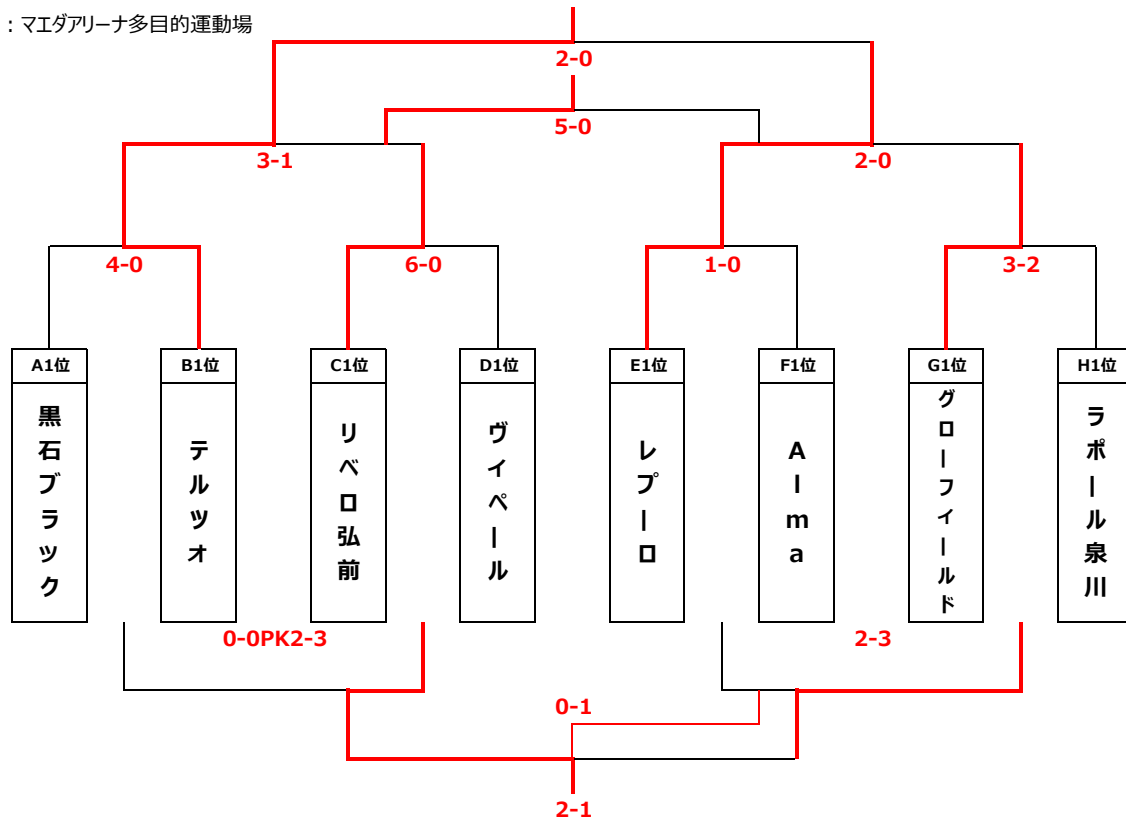 ：マエダアリーナ多目的運動場
2-0
5-0
3-1
2-0
4-0
6-0
1-0
3-2
A1位
B1位
C1位
D1位
E1位
F1位
G1位
H1位
黒石ブラック
テルツオ
リベロ弘前
ヴィペール
レプーロ
Alma
グローフィールド
ラポール泉川
0-0PK2-3
2-3
0-1
2-1